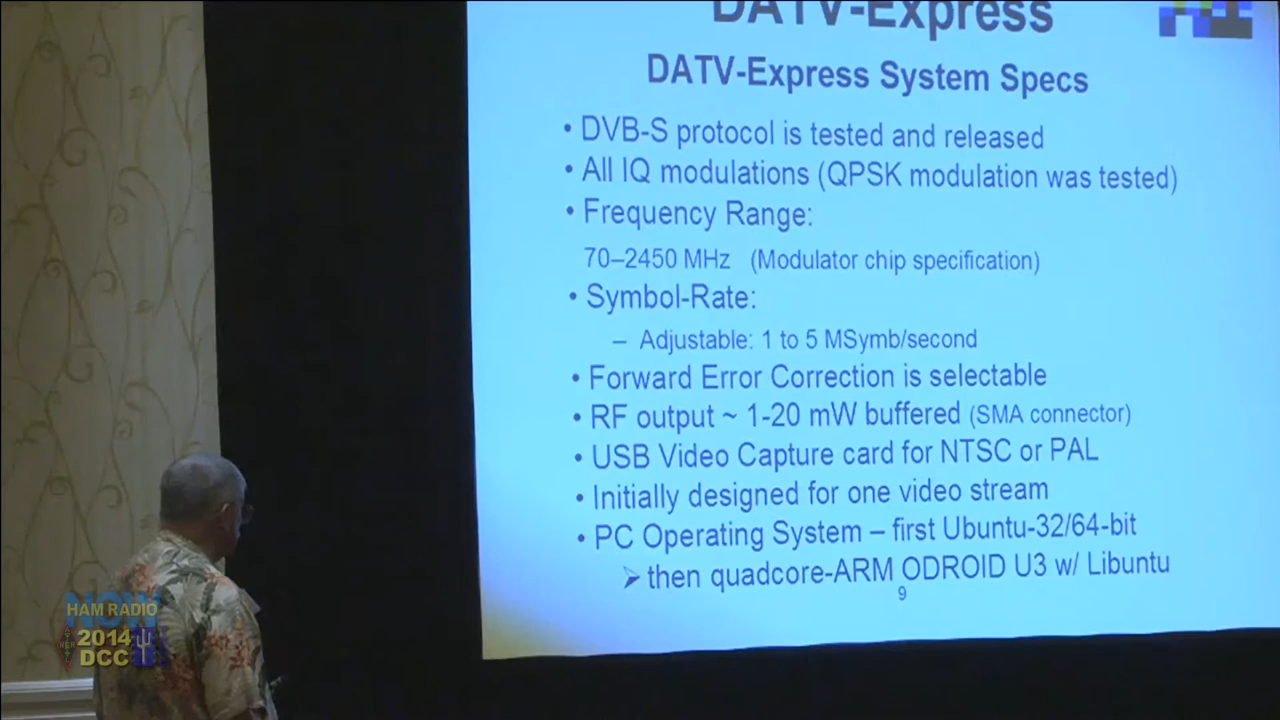 DATV-Express
DATV-Express System Specs
• DVB-S protocol is tested and released
• All IQ modulations (QPSK modulation was tested)
• Frequency Range:
70–2450 MHz (Modulator chip specification)
• Symbol-Rate:
– Adjustable: 1 to 5 MSymb/second
• Forward Error Correction is selectable
• RF output ~ 1-20 mW buffered (SMA connector)
• USB Video Capture card for NTSC or PAL
• Initially designed for one video stream
• PC Operating System – first Ubuntu-32/64-bit
➢ then quadcore-ARM ODROID U3 w/ Libuntu
9
NOW
HAM RADIO
2014
DCC